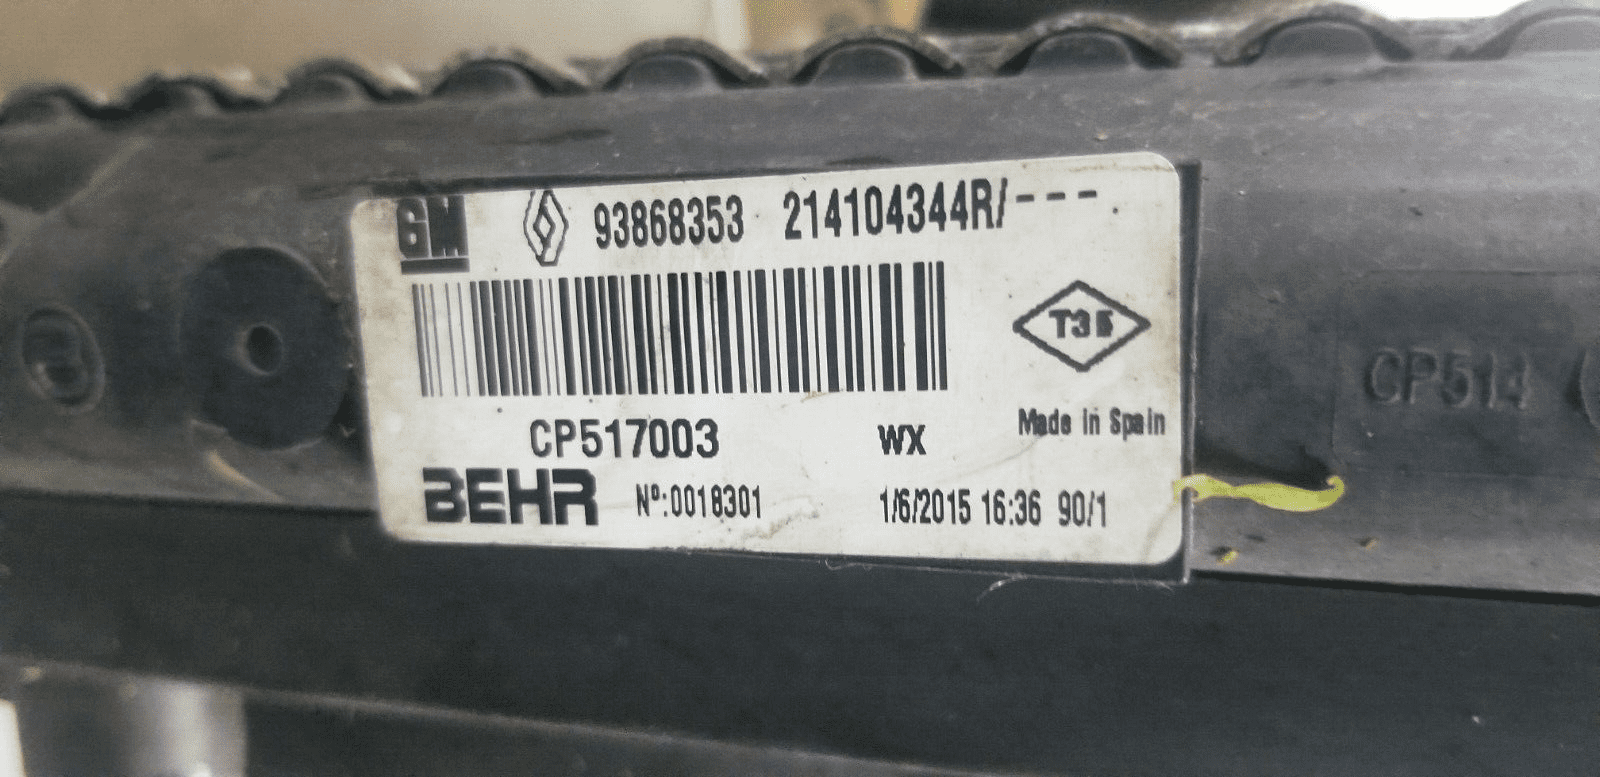 GM 93868353 214104344R/---
CP517003 WX
Made in Spain
BEHR Nº:0018301 1/6/2015 16:36 90/1
CP514